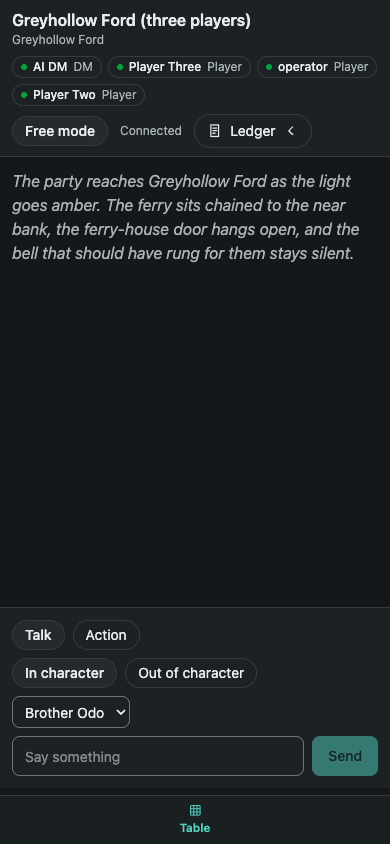 Greyhollow Ford (three players)
Greyhollow Ford
AI DM DM Player Three Player operator Player
Player Two Player
Free mode Connected Ledger
The party reaches Greyhollow Ford as the light
goes amber. The ferry sits chained to the near
bank, the ferry-house door hangs open, and the
bell that should have rung for them stays silent.
Talk Action
In character Out of character
Brother Odo
Say something Send
Table